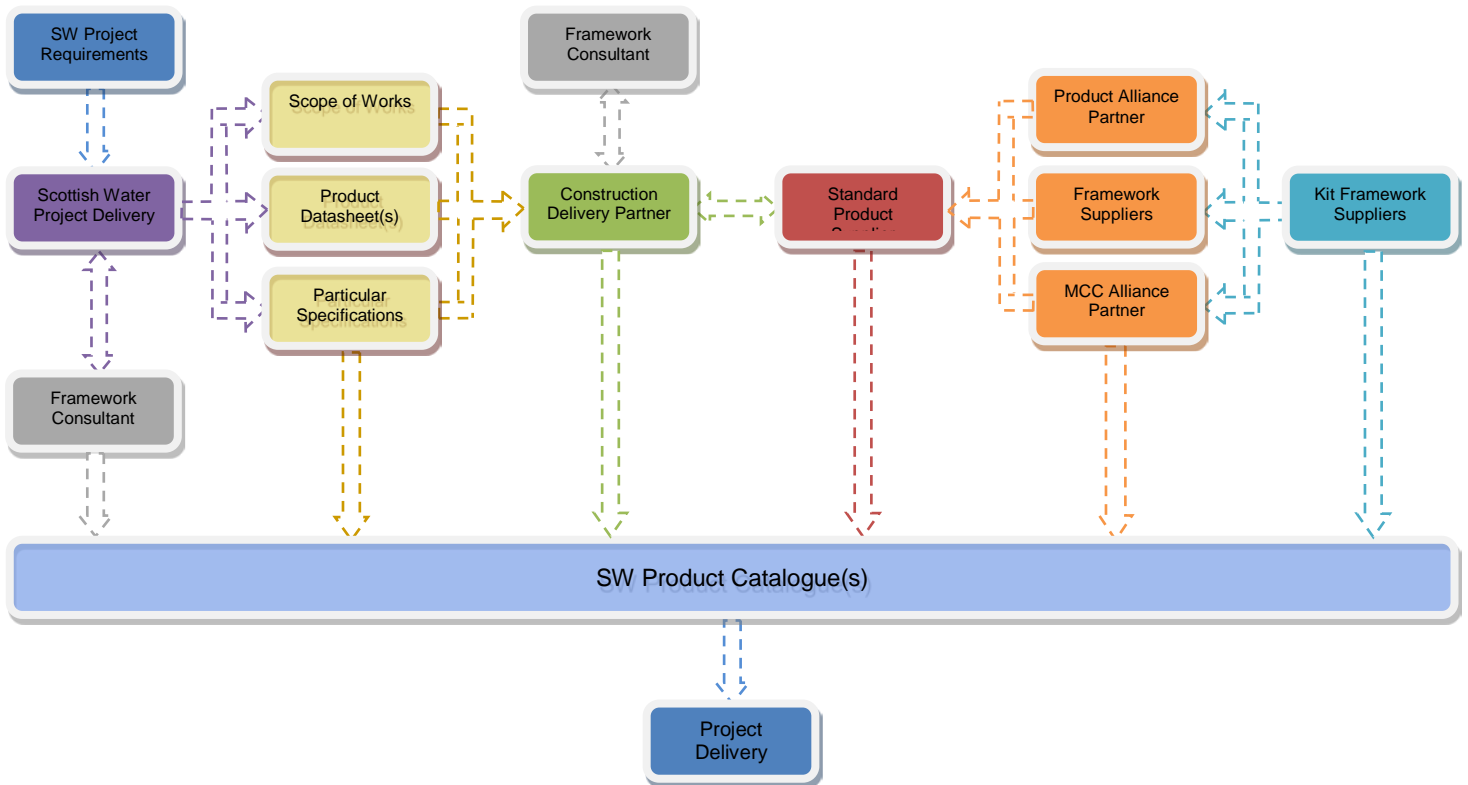 SW Project
Requirements
Framework
Consultant
Scope of Works
Product Alliance
Partner
Scottish Water
Project Delivery
Product
Datasheet(s)
Construction
Delivery Partner
Standard
Product
Framework
Suppliers
Kit Framework
Suppliers
Particular
Specifications
MCC Alliance
Partner
Framework
Consultant
SW Product Catalogue(s)
Project
Delivery